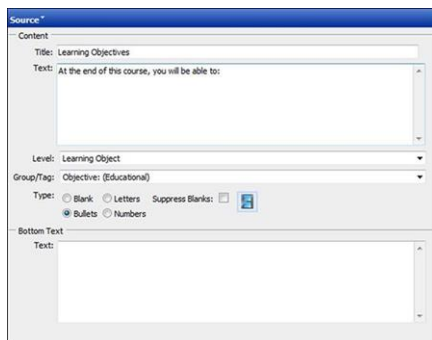 Source
Content
Title: Learning Objectives
Text: At the end of this course, you will be able to:
Level: Learning Object
Group/Tag: Objective: (Educational)
Type: Blank Letters Suppress Blanks:
Bullets Numbers
Bottom Text
Text: